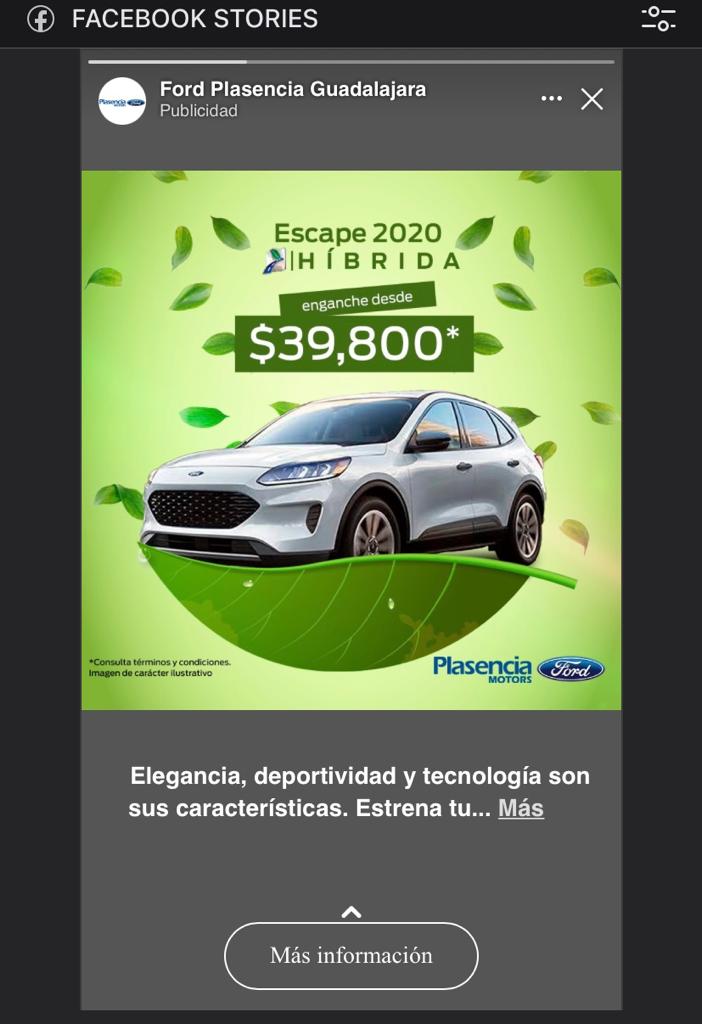 FACEBOOK STORIES
Ford Plasencia Guadalajara
Publicidad
Escape 2020
HÍBRIDA
enganche desde
$39,800*
*Consulta términos y condiciones.
Imagen de carácter ilustrativo
Plasencia
MOTORS
Ford
Elegancia, deportividad y tecnología son
sus características. Estrena tu... Más
Más información